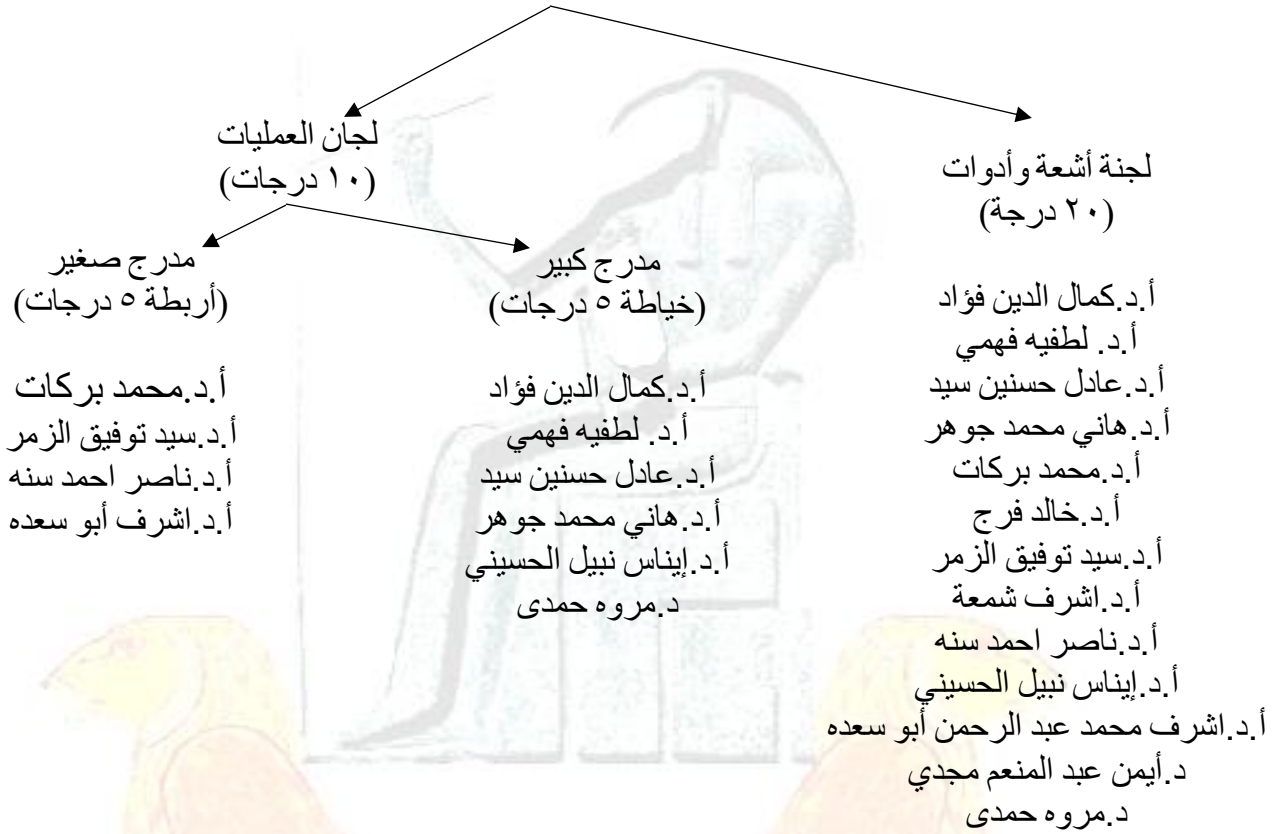 لجنة أشعة وأدوات
(٢٠ درجة)
أ.د.كمال الدين فؤاد
أ.د. لطفيه فهمي
أ.د.عادل حسنين سيد
أ.د.هاني محمد جوهر
أ.د.محمد بركات
أ.د.خالد فرج
أ.د.سيد توفيق الزمر
أ.د.اشرف شمعة
أ.د.ناصر احمد سنه
أ.د.إيناس نبيل الحسيني
أ.د.اشرف محمد عبد الرحمن أبو سعده
د.أيمن عبد المنعم مجدي
د.مروه حمدى
لجان العمليات
(١٠ درجات)
مدرج كبير
(خياطة ٥ درجات)
أ.د.كمال الدين فؤاد
أ.د. لطفيه فهمي
أ.د.عادل حسنين سيد
أ.د.هاني محمد جوهر
أ.د.إيناس نبيل الحسيني
د.مروه حمدى
مدرج صغير
(أربطة ٥ درجات)
أ.د.محمد بركات
أ.د.سيد توفيق الزمر
أ.د.ناصر احمد سنه
أ.د.اشرف أبو سعده